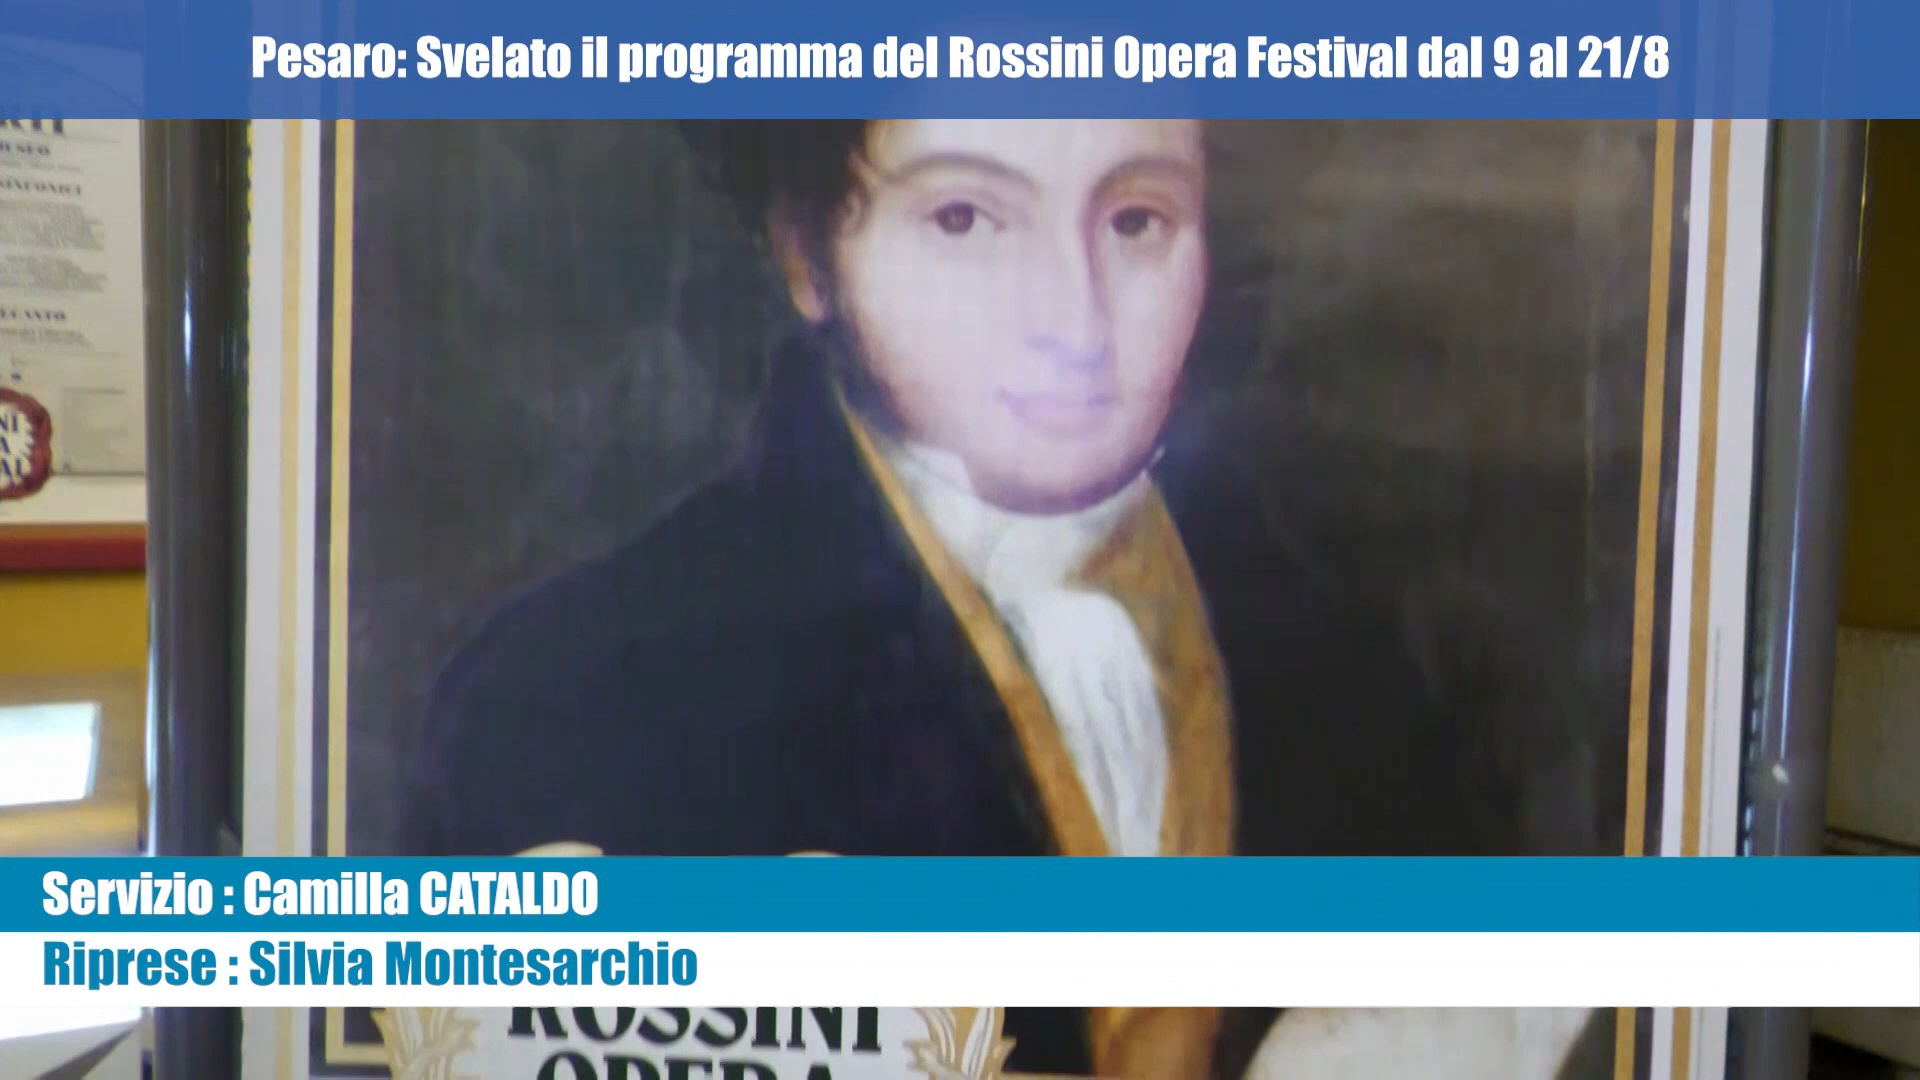 Pesaro: Svelato il programma del Rossini Opera Festival dal 9 al 21/8
Servizio : Camilla CATALDO
Riprese : Silvia Montesarchio
ROSSINI
OPERA